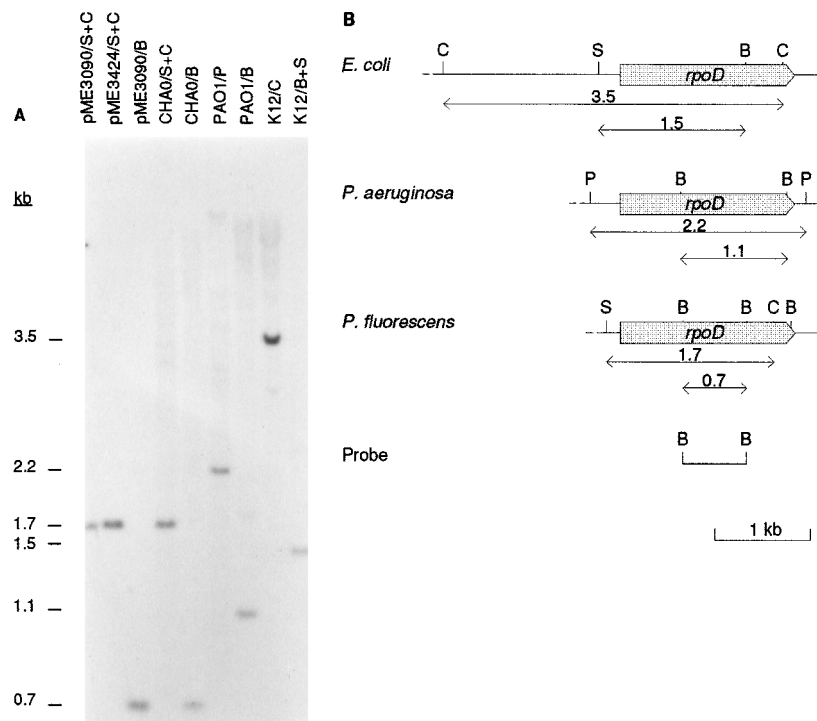 A
pME3090/S+C
pME3424/S+C
pME3090/B
CHA0/S+C
CHA0/B
PAO1/P
PAO1/B
K12/C
K12/B+S
kb
3.5
2.2
1.7
1.5
1.1
0.7
B
E. coli
C S B C
rpoD
3.5
1.5
P. aeruginosa
P B B P
rpoD
2.2
1.1
P. fluorescens
S B B C B
rpoD
1.7
0.7
Probe
B B
1 kb